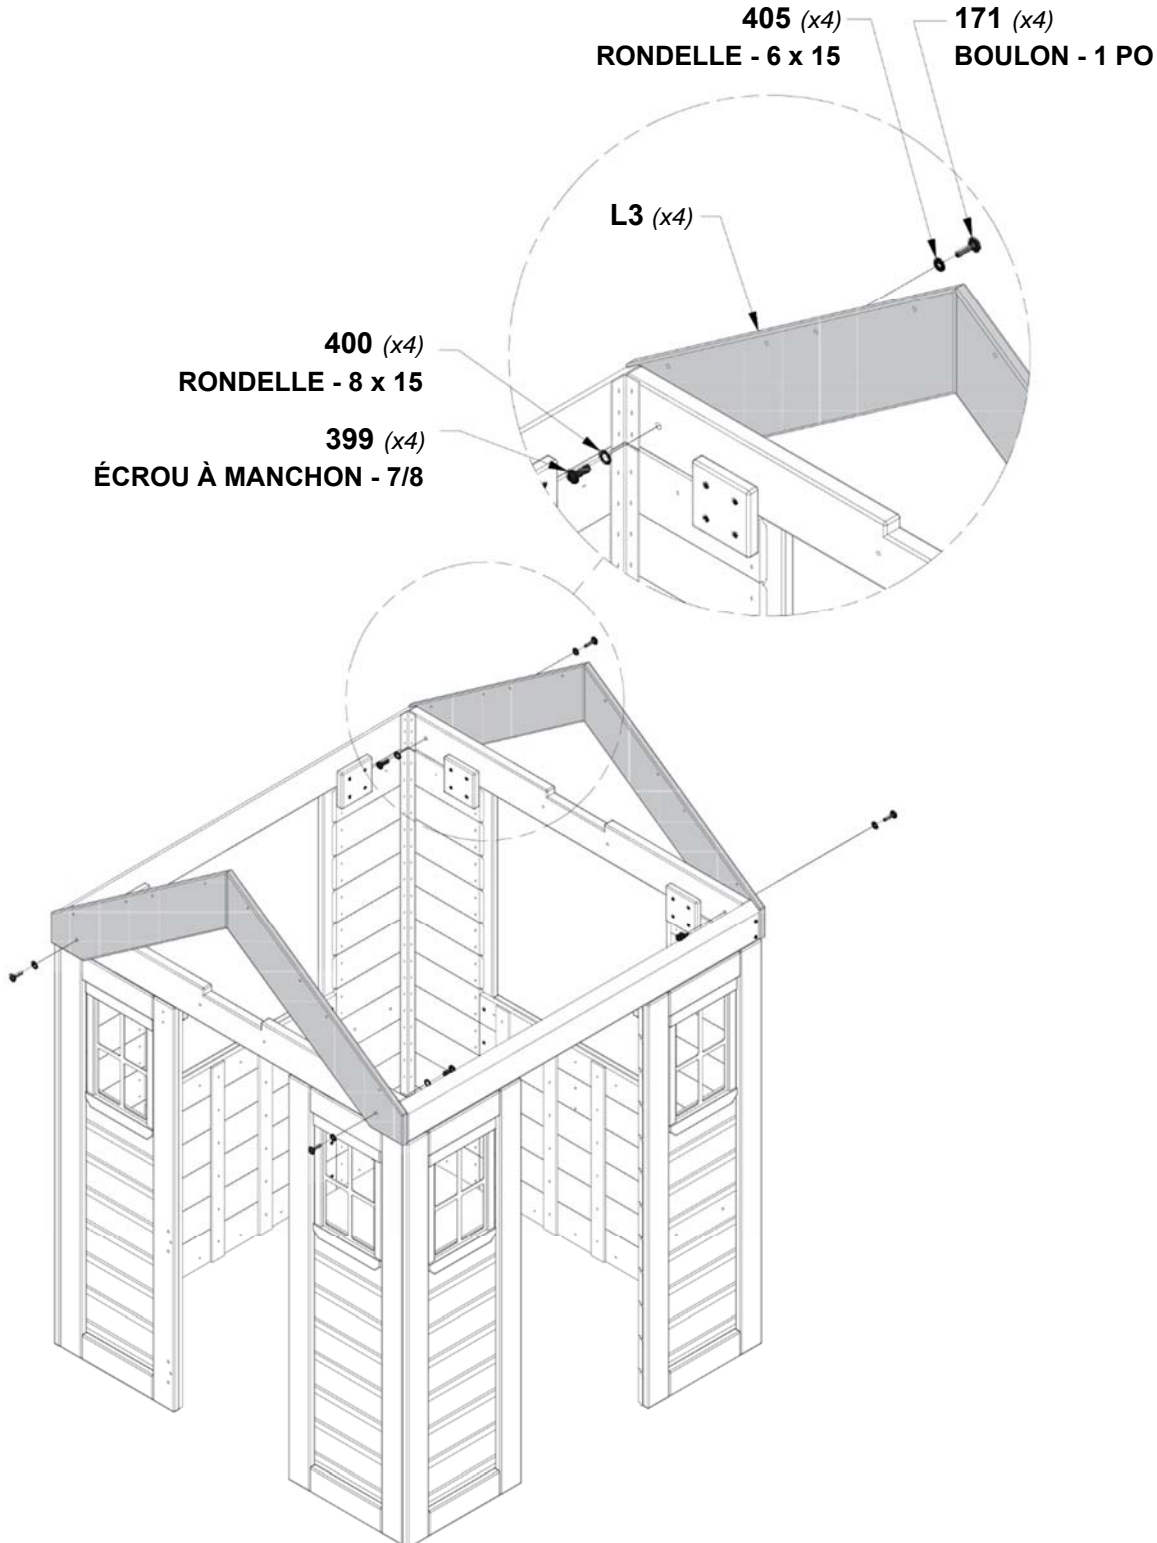 405 (x4)
RONDELLE - 6 x 15
171 (x4)
BOULON - 1 PO
L3 (x4)
400 (x4)
RONDELLE - 8 x 15
399 (x4)
ÉCROU À MANCHON - 7/8